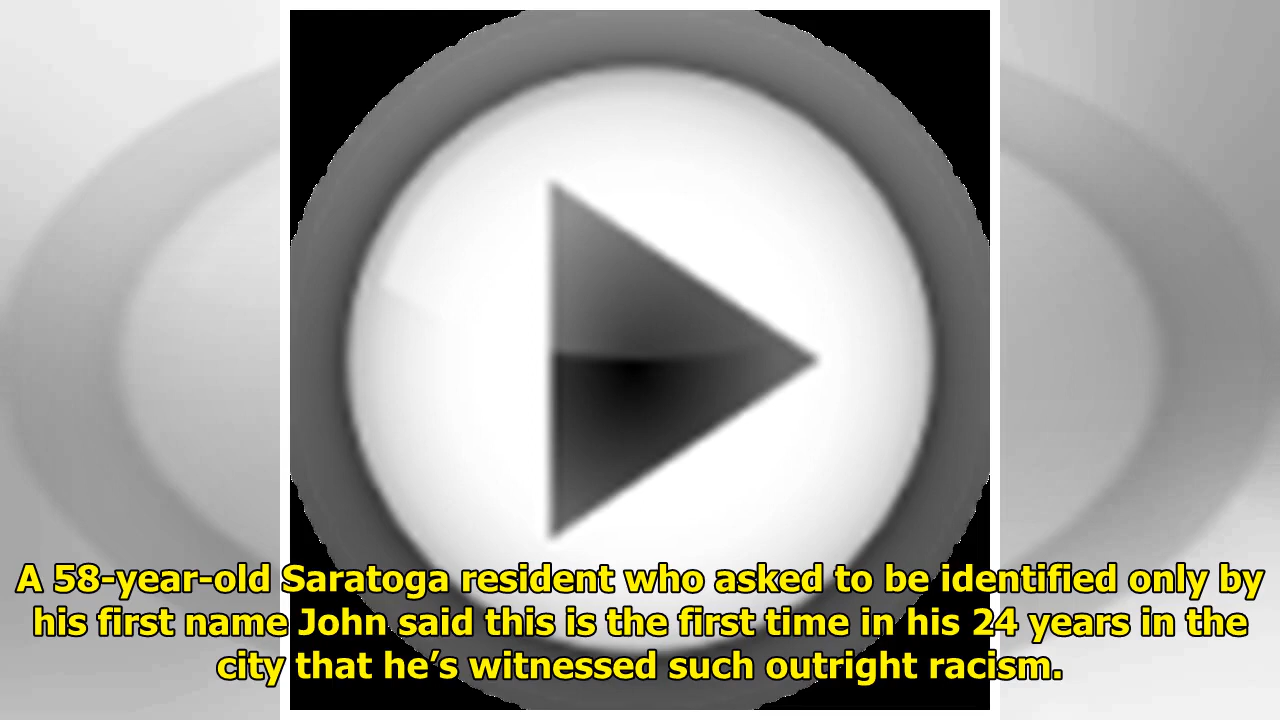 A 58-year-old Saratoga resident who asked to be identified only by
his first name John said this is the first time in his 24 years in the
city that he’s witnessed such outright racism.